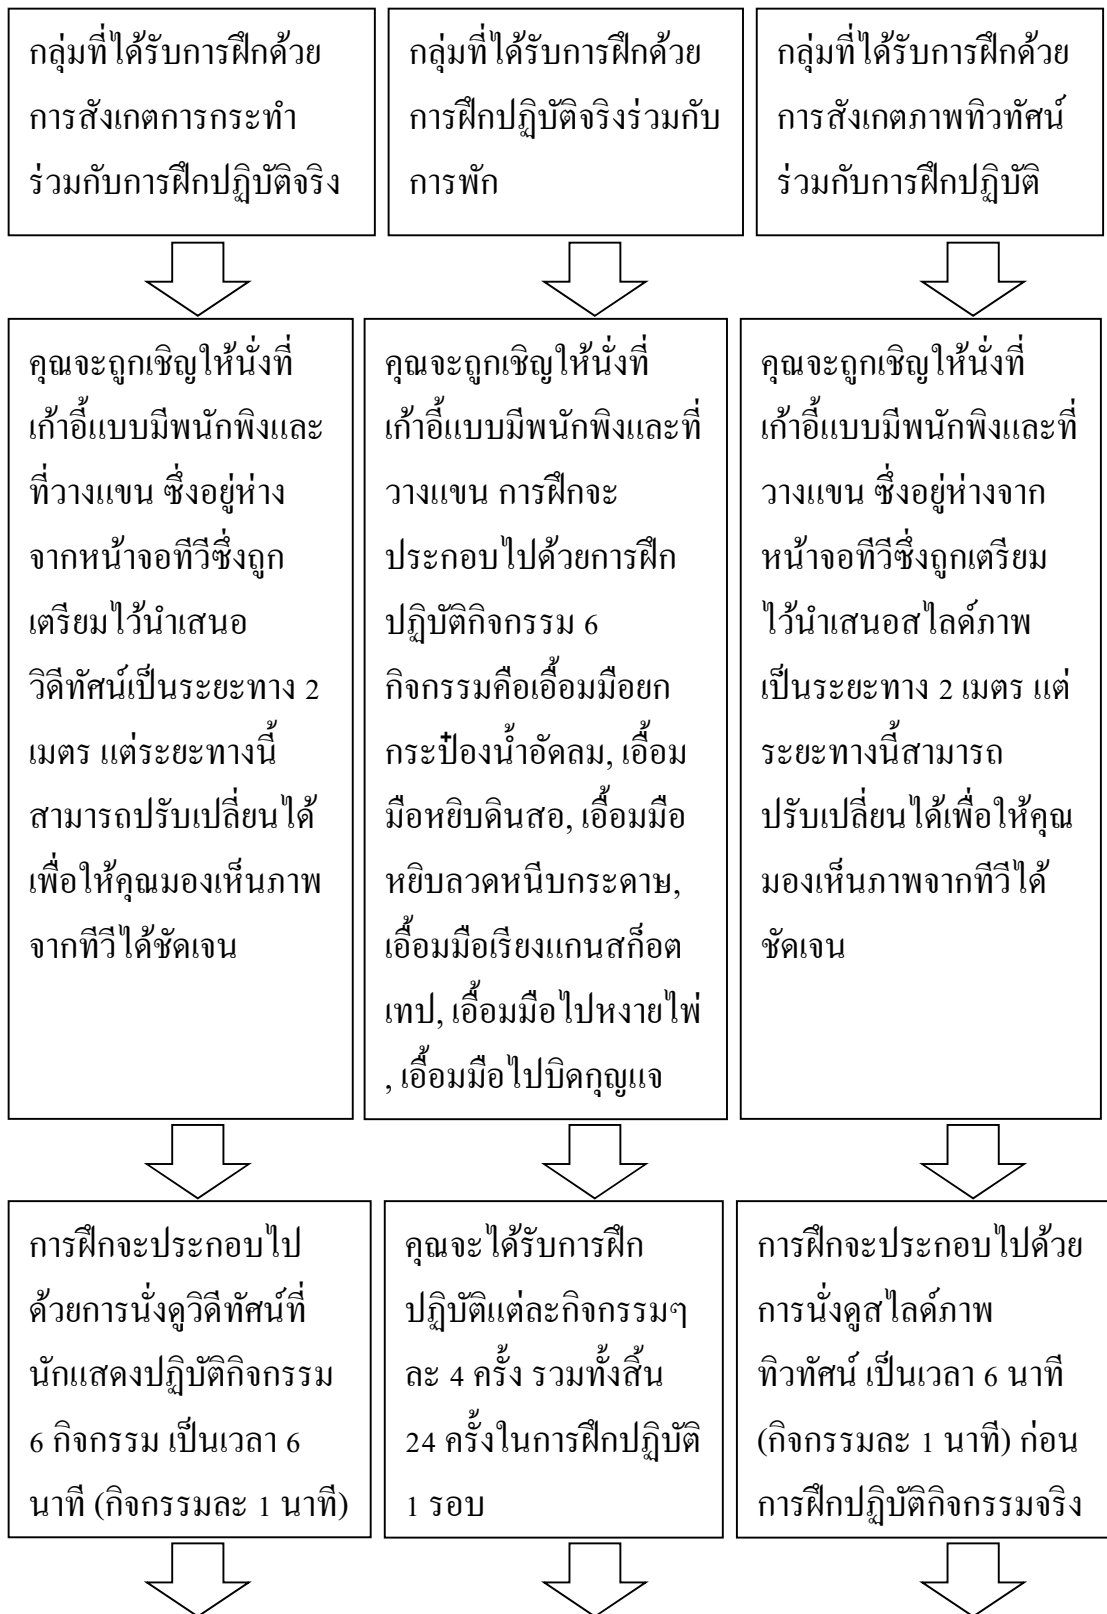 กลุ่มที่ได้รับการฝึกด้วย
การสังเกตการกระทำ
ร่วมกับการฝึกปฏิบัติจริง
กลุ่มที่ได้รับการฝึกด้วย
การฝึกปฏิบัติจริงร่วมกับ
การพัก
กลุ่มที่ได้รับการฝึกด้วย
การสังเกตภาพทิวทัศน์
ร่วมกับการฝึกปฏิบัติ
คุณจะถูกเชิญให้นั่งที่
เก้าอี้แบบมีพนักพิงและ
ที่วางแขน ซึ่งอยู่ห่าง
จากหน้าจอทีวีซึ่งถูก
เตรียมไว้นำเสนอ
วิดีทัศน์เป็นระยะทาง 2
เมตร แต่ระยะทางนี้
สามารถปรับเปลี่ยนได้
เพื่อให้คุณมองเห็นภาพ
จากทีวีได้ชัดเจน
คุณจะถูกเชิญให้นั่งที่
เก้าอี้แบบมีพนักพิงและที่
วางแขน การฝึกจะ
ประกอบไปด้วยการฝึก
ปฏิบัติกิจกรรม 6
กิจกรรมคือเอื้อมมือยก
กระป๋องน้ำอัดลม, เอื้อม
มือหยิบดินสอ, เอื้อมมือ
หยิบลวดหนีบกระดาษ,
เอื้อมมือเรียงแกนสก็อต
เทป, เอื้อมมือไปหงายไพ่
, เอื้อมมือไปบิดกุญแจ
คุณจะถูกเชิญให้นั่งที่
เก้าอี้แบบมีพนักพิงและที่
วางแขน ซึ่งอยู่ห่างจาก
หน้าจอทีวีซึ่งถูกเตรียม
ไว้นำเสนอสไลด์ภาพ
เป็นระยะทาง 2 เมตร แต่
ระยะทางนี้สามารถ
ปรับเปลี่ยนได้เพื่อให้คุณ
มองเห็นภาพจากทีวีได้
ชัดเจน
การฝึกจะประกอบไป
ด้วยการนั่งดูวิดีทัศน์ที่
นักแสดงปฏิบัติกิจกรรม
6 กิจกรรม เป็นเวลา 6
นาที (กิจกรรมละ 1 นาที)
คุณจะได้รับการฝึก
ปฏิบัติแต่ละกิจกรรมๆ
ละ 4 ครั้ง รวมทั้งสิ้น
24 ครั้งในการฝึกปฏิบัติ
1 รอบ
การฝึกจะประกอบไปด้วย
การนั่งดูสไลด์ภาพ
ทิวทัศน์ เป็นเวลา 6 นาที
(กิจกรรมละ 1 นาที) ก่อน
การฝึกปฏิบัติกิจกรรมจริง